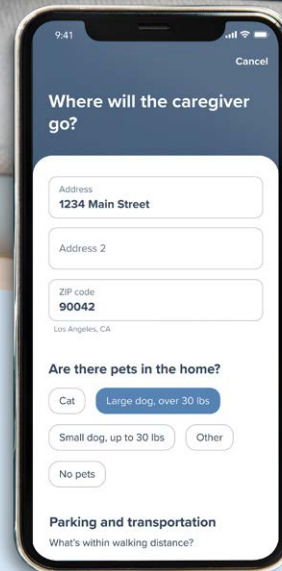 9:41
Cancel
Where will the caregiver
go?
Address
1234 Main Street
Address 2
ZIP code
90042
Los Angeles, CA
Are there pets in the home?
Cat
Large dog, over 30 lbs
Small dog, up to 30 lbs
Other
No pets
Parking and transportation
What's within walking distance?